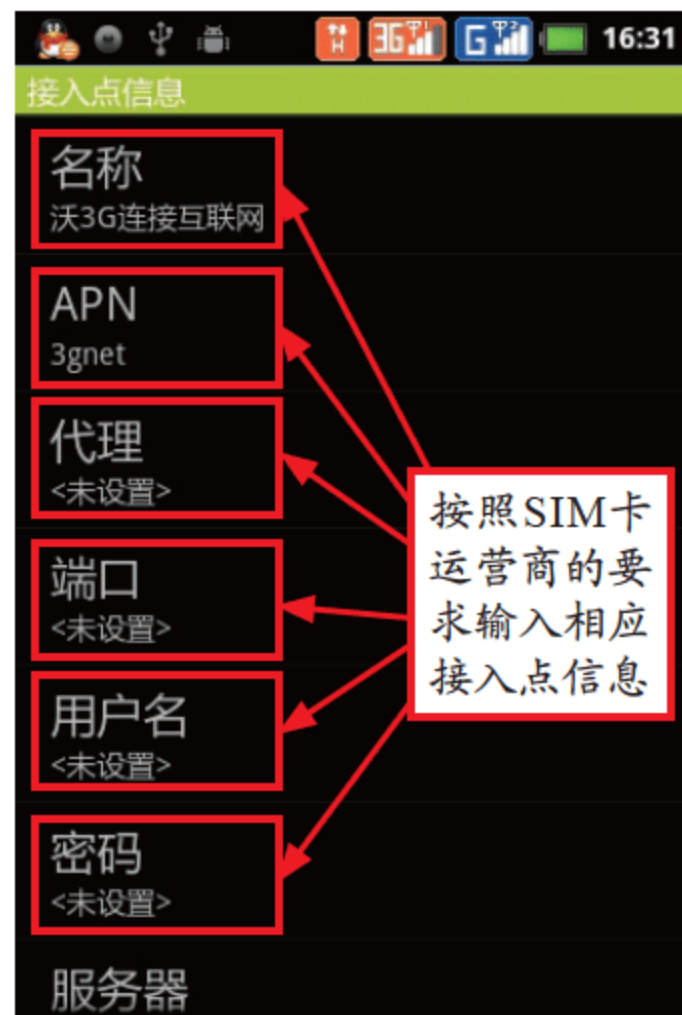 H 3G 1 G 2 16:31
接入点信息
名称
沃3G连接互联网
APN
3gnet
代理
<未设置>
端口
<未设置>
用户名
<未设置>
密码
<未设置>
服务器
按照SIM卡
运营商的要
求输入相应
接入点信息